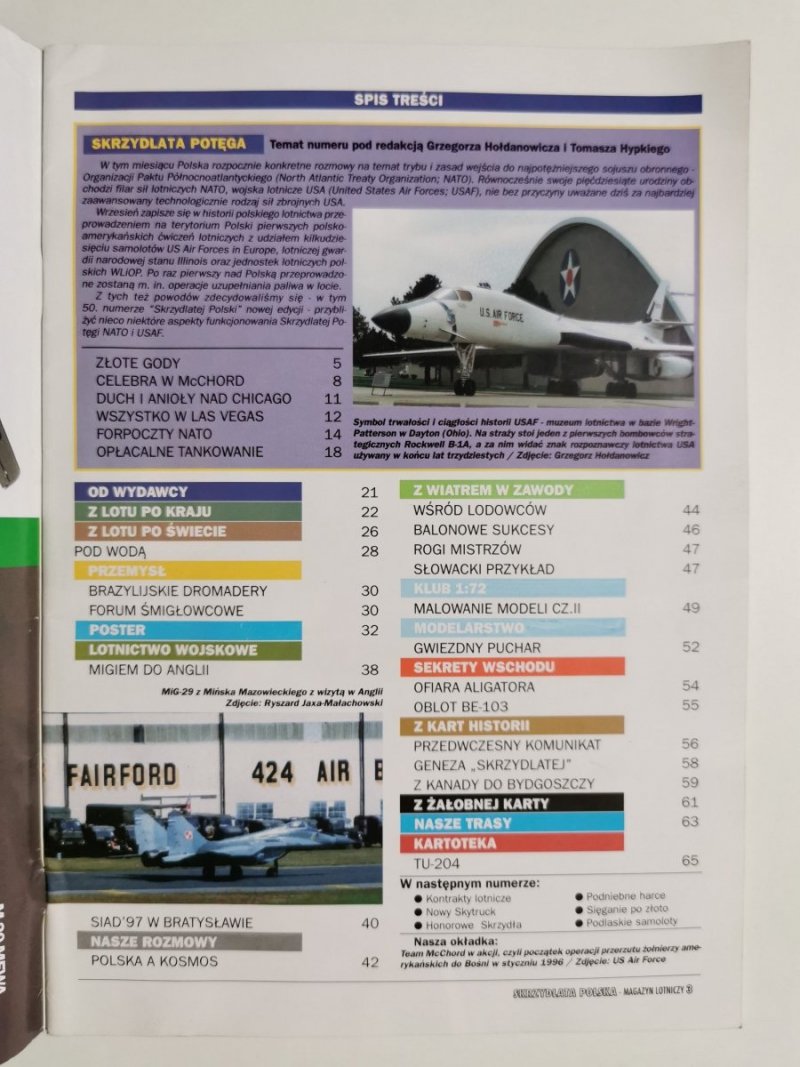 SPIS TREŚCI
SKRZYDLATA POTĘGA Temat numeru pod redakcją Grzegorza Hołdanowicza i Tomasza Hypkiego
W tym miesiącu Polska rozpocznie konkretne rozmowy na temat trybu i zasad wejścia do najpotężniejszego sojuszu obronnego -
Organizacji Paktu Północnoatlantyckiego (North Atlantic Treaty Organization; NATO). Równocześnie swoje pięćdziesiąte urodziny ob-
chodzi filar sił lotniczych NATO, wojska lotnicze USA (United States Air Forces; USAF), nie bez przyczyny uważane dziś za najbardziej
zaawansowany technologicznie rodzaj sił zbrojnych USA.
Wrzesień zapisze się w historii polskiego lotnictwa prze-
prowadzeniem na terytorium Polski pierwszych polsko-
amerykańskich ćwiczeń lotniczych z udziałem kilkudzie-
sięciu samolotów US Air Forces in Europe, lotniczej gwar-
dii narodowej stanu Illinois oraz jednostek lotniczych pol-
skich WLiOP. Po raz pierwszy nad Polską przeprowadzo-
ne zostaną m. in. operacje uzupełniania paliwa w locie.
Z tych też powodów zdecydowaliśmy się - w tym
50. numerze "Skrzydlatej Polski" nowej edycji - przybli-
żyć nieco niektóre aspekty funkcjonowania Skrzydlatej Po-
tęgi NATO i USAF.
U.S. AIR FORCE
ZŁOTE GODY 5
CELEBRA W McCHORD 8
DUCH I ANIOŁY NAD CHICAGO 11
WSZYSTKO W LAS VEGAS 12
FORPOCZTY NATO 14
OPŁACALNE TANKOWANIE 18
Symbol trwałości i ciągłości historii USAF - muzeum lotnictwa w bazie Wright-
Patterson w Dayton (Ohio). Na straży stoi jeden z pierwszych bombowców stra-
tegicznych Rockwell B-1A, a za nim widać znak rozpoznawczy lotnictwa USA
używany w końcu lat trzydziestych / Zdjęcie: Grzegorz Hołdanowicz
OD WYDAWCY 21
Z LOTU PO KRAJU 22
Z LOTU PO ŚWIECIE 26
POD WODĄ 28
PRZEMYSŁ
BRAZYLIJSKIE DROMADERY 30
FORUM ŚMIGŁOWCOWE 30
POSTER 32
LOTNICTWO WOJSKOWE
MIGIEM DO ANGLII 38
MiG-29 z Mińska Mazowieckiego z wizytą w Anglii
Zdjęcie: Ryszard Jaxa-Małachowski
FAIRFORD 424 AIR B
SIAD'97 W BRATYSŁAWIE 40
NASZE ROZMOWY
POLSKA A KOSMOS 42
Z WIATREM W ZAWODY
WŚRÓD LODOWCÓW 44
BALONOWE SUKCESY 46
ROGI MISTRZÓW 47
SŁOWACKI PRZYKŁAD 47
KLUB 1:72
MALOWANIE MODELI CZ.II 49
MODELARSTWO
GWIEZDNY PUCHAR 52
SEKRETY WSCHODU
OFIARA ALIGATORA 54
OBLOT BE-103 55
Z KART HISTORII
PRZEDWCZESNY KOMUNIKAT 56
GENEZA „SKRZYDLATEJ" 58
Z KANADY DO BYDGOSZCZY 59
Z ŻAŁOBNEJ KARTY 61
NASZE TRASY 63
KARTOTEKA
TU-204 65
W następnym numerze:
● Kontrakty lotnicze
● Nowy Skytruck
● Honorowe Skrzydła
● Podniebne harce
● Sięganie po złoto
● Podlaskie samoloty
Nasza okładka:
Team McChord w akcji, czyli początek operacji przerzutu żołnierzy ame-
rykańskich do Bośni w styczniu 1996 / Zdjęcie: US Air Force
SKRZYDLATA POLSKA - MAGAZYN LOTNICZY 3